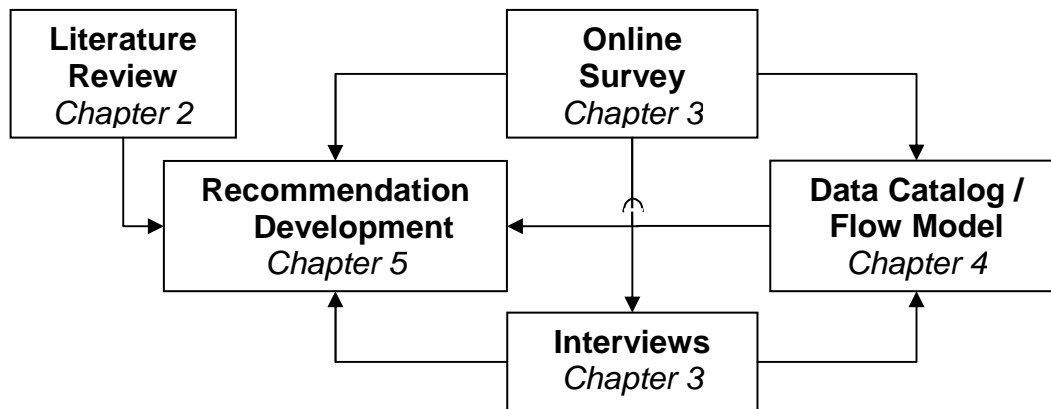 Literature
Review
Chapter 2
Online
Survey
Chapter 3
Recommendation
Development
Chapter 5
Data Catalog /
Flow Model
Chapter 4
Interviews
Chapter 3